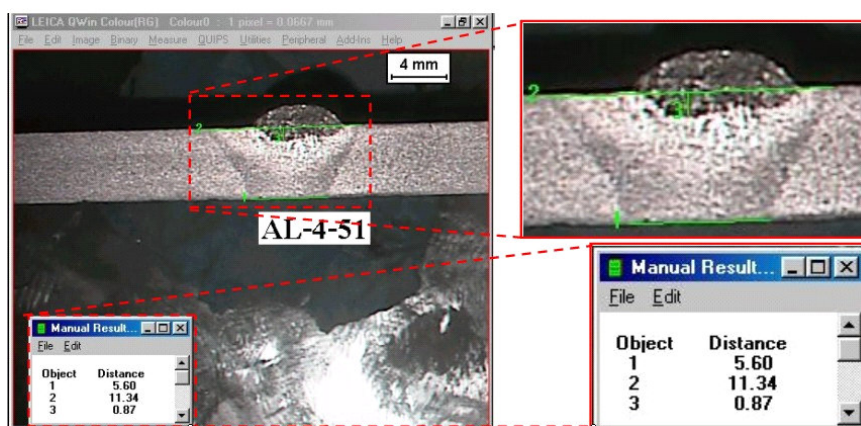 LEICA QWin Colour(RG) Colour0 : 1 pixel = 0.0667 mm
File Edit Image Binary Measure QUIPS Utilities Peripheral Add-Ins Help
4 mm
2
3
1
AL-4-51
Manual Result...
File Edit
Object Distance
1 5.60
2 11.34
3 0.87
2
3
1
Manual Result...
File Edit
Object Distance
1 5.60
2 11.34
3 0.87